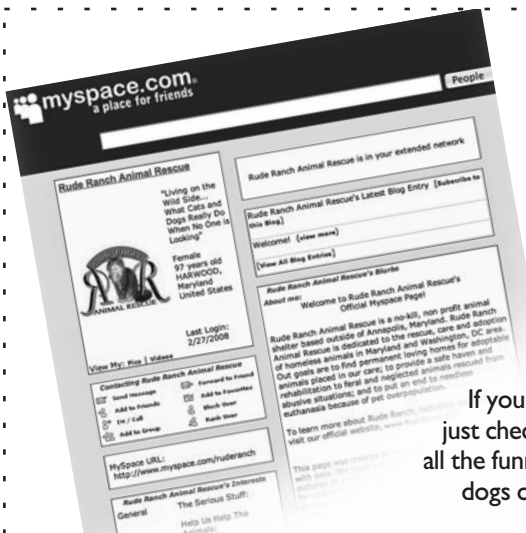 myspace.com®
a place for friends
People
Rude Ranch Animal Rescue
"Living on the
Wild Side...
What Cats and
Dogs Really Do
When No One is
Looking"
Female
97 years old
HARWOOD,
Maryland
United States
ANIMAL RESCUE
Last Login:
2/27/2008
View My: Pics | Videos
Contacting Rude Ranch Animal Rescue
Send Message
Forward to Friend
Add to Friends
Add to Favorites
IM / Call
Block User
Add to Group
Rank User
MySpace URL:
http://www.myspace.com/ruderanch
Rude Ranch Animal Rescue's Interests
General
The Serious Stuff:
Help Us Help The
Animals:
Rude Ranch Animal Rescue is in your extended network
Rude Ranch Animal Rescue's Latest Blog Entry [Subscribe to
this Blog]
Welcome! (view more)
[View All Blog Entries]
Rude Ranch Animal Rescue's Blurbs
About me:
Welcome to Rude Ranch Animal Rescue's
Official Myspace Page!
Rude Ranch Animal Rescue is a no-kill, non profit animal
shelter based outside of Annapolis, Maryland. Rude Ranch
Animal Rescue is dedicated to the rescue, care and adoption
of homeless animals in Maryland and Washington, DC area.
Out goals are to find permanent loving homes for adoptable
animals placed in our care; to provide a safe haven and
rehabilitation to feral and neglected animals rescued from
abusive situations; and to put an end to needless
euthanasia because of pet overpopulation.
To learn more about Rude Ranch,
visit our official website,
This page was
If you
just chec
all the funn
dogs o